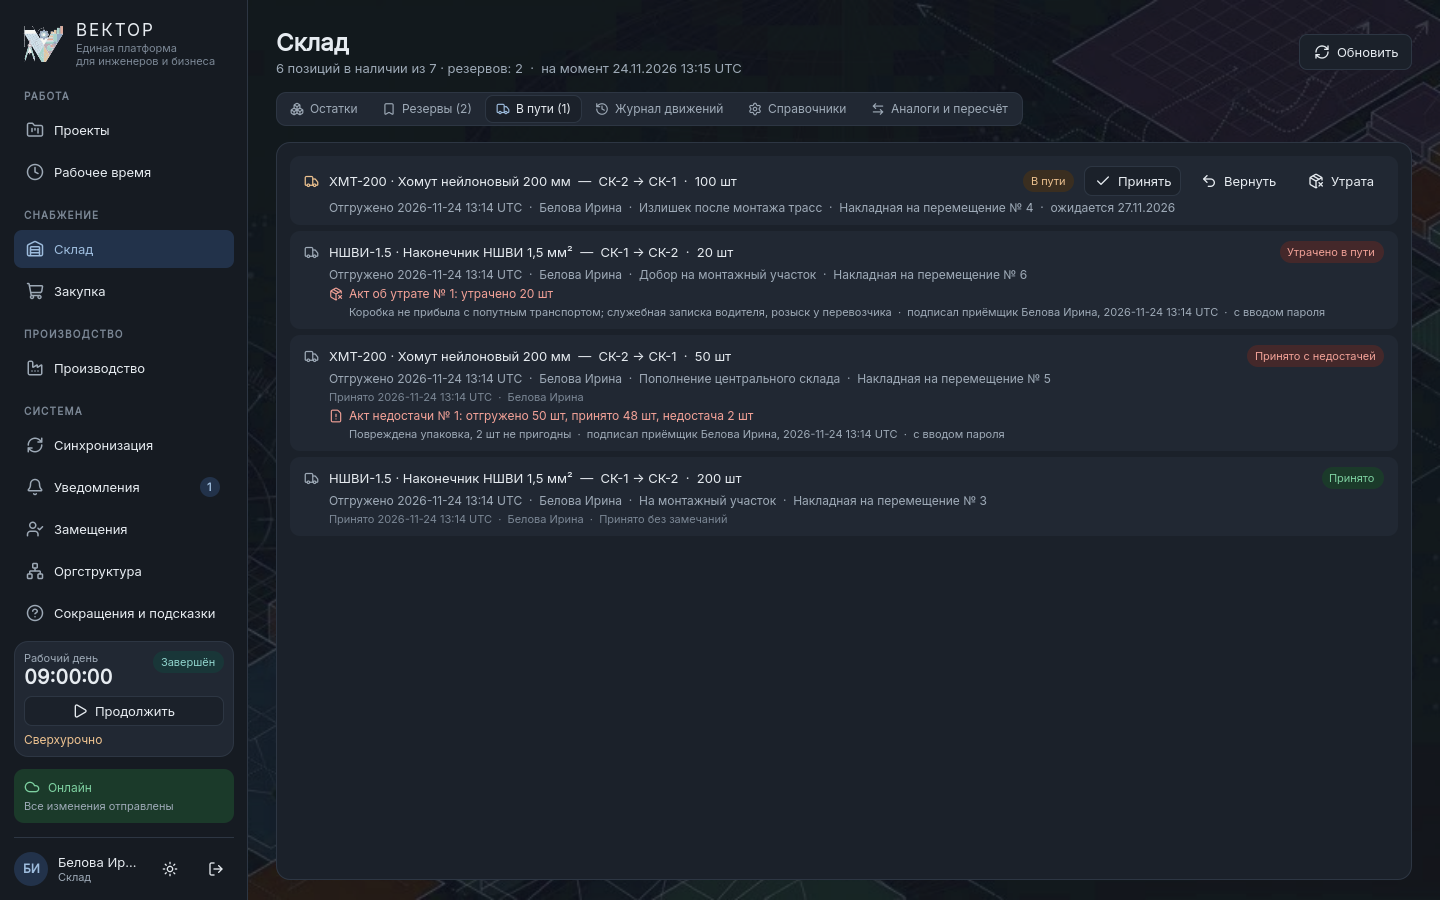 ВЕКТОР
Единая платформа
для инженеров и бизнеса
РАБОТА
Проекты
Рабочее время
СНАБЖЕНИЕ
Склад
Закупка
ПРОИЗВОДСТВО
Производство
СИСТЕМА
Синхронизация
Уведомления 1
Замещения
Оргструктура
Сокращения и подсказки
Рабочий день Завершён
09:00:00
Продолжить
Сверхурочно
Онлайн
Все изменения отправлены
БИ Белова Ир...
Склад
Склад
6 позиций в наличии из 7 · резервов: 2 · на момент 24.11.2026 13:15 UTC
Обновить
Остатки Резервы (2) В пути (1) Журнал движений Справочники Аналоги и пересчёт
ХМТ-200 · Хомут нейлоновый 200 мм — СК-2 → СК-1 · 100 шт В пути Принять Вернуть Утрата
Отгружено 2026-11-24 13:14 UTC · Белова Ирина · Излишек после монтажа трасс · Накладная на перемещение № 4 · ожидается 27.11.2026
НШВИ-1.5 · Наконечник НШВИ 1,5 мм² — СК-1 → СК-2 · 20 шт Утрачено в пути
Отгружено 2026-11-24 13:14 UTC · Белова Ирина · Добор на монтажный участок · Накладная на перемещение № 6
Акт об утрате № 1: утрачено 20 шт
Коробка не прибыла с попутным транспортом; служебная записка водителя, розыск у перевозчика · подписал приёмщик Белова Ирина, 2026-11-24 13:14 UTC · с вводом пароля
ХМТ-200 · Хомут нейлоновый 200 мм — СК-2 → СК-1 · 50 шт Принято с недостачей
Отгружено 2026-11-24 13:14 UTC · Белова Ирина · Пополнение центрального склада · Накладная на перемещение № 5
Принято 2026-11-24 13:14 UTC · Белова Ирина
Акт недостачи № 1: отгружено 50 шт, принято 48 шт, недостача 2 шт
Повреждена упаковка, 2 шт не пригодны · подписал приёмщик Белова Ирина, 2026-11-24 13:14 UTC · с вводом пароля
НШВИ-1.5 · Наконечник НШВИ 1,5 мм² — СК-1 → СК-2 · 200 шт Принято
Отгружено 2026-11-24 13:14 UTC · Белова Ирина · На монтажный участок · Накладная на перемещение № 3
Принято 2026-11-24 13:14 UTC · Белова Ирина · Принято без замечаний